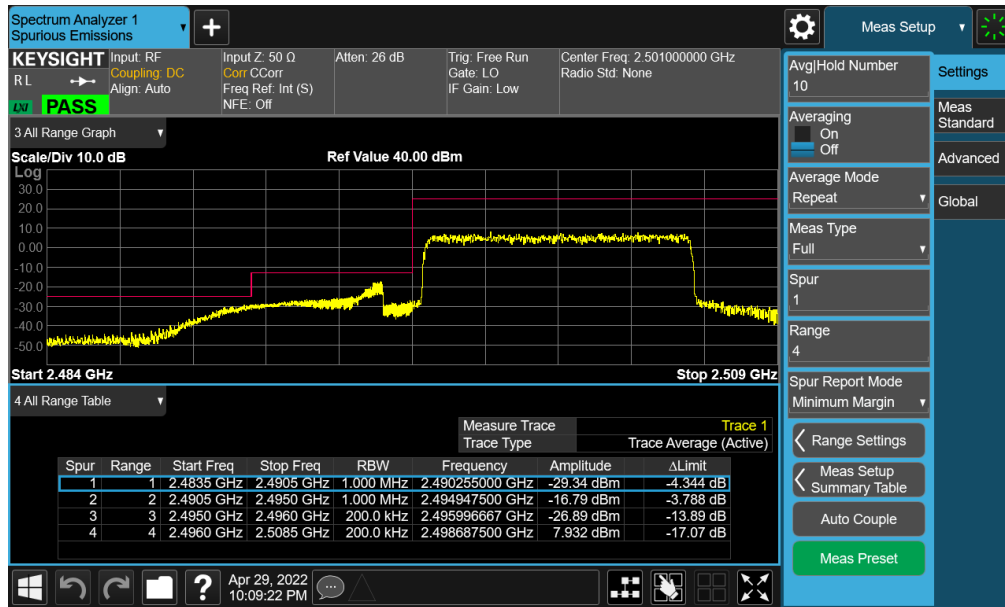 Spectrum Analyzer 1
Spurious Emissions
Meas Setup
KEYSIGHT
R L
LXI PASS
Input: RF
Coupling: DC
Align: Auto
Input Z: 50 Ω
Corr CCorr
Freq Ref: Int (S)
NFE: Off
Atten: 26 dB
Trig: Free Run
Gate: LO
IF Gain: Low
Center Freq: 2.501000000 GHz
Radio Std: None
3 All Range Graph
Scale/Div 10.0 dB
Ref Value 40.00 dBm
Log
30.0
20.0
10.0
0.00
-10.0
-20.0
-30.0
-40.0
-50.0
Start 2.484 GHz
Stop 2.509 GHz
4 All Range Table
Measure Trace Trace 1
Trace Type Trace Average (Active)
Spur Range Start Freq Stop Freq RBW Frequency Amplitude ΔLimit
1 1 2.4835 GHz 2.4905 GHz 1.000 MHz 2.490255000 GHz -29.34 dBm -4.344 dB
2 2 2.4905 GHz 2.4950 GHz 1.000 MHz 2.494947500 GHz -16.79 dBm -3.788 dB
3 3 2.4950 GHz 2.4960 GHz 200.0 kHz 2.495996667 GHz -26.89 dBm -13.89 dB
4 4 2.4960 GHz 2.5085 GHz 200.0 kHz 2.498687500 GHz 7.932 dBm -17.07 dB
Apr 29, 2022
10:09:22 PM
Avg|Hold Number
10
Averaging
On
Off
Average Mode
Repeat
Meas Type
Full
Spur
1
Range
4
Spur Report Mode
Minimum Margin
Range Settings
Meas Setup
Summary Table
Auto Couple
Meas Preset
Settings
Meas
Standard
Advanced
Global